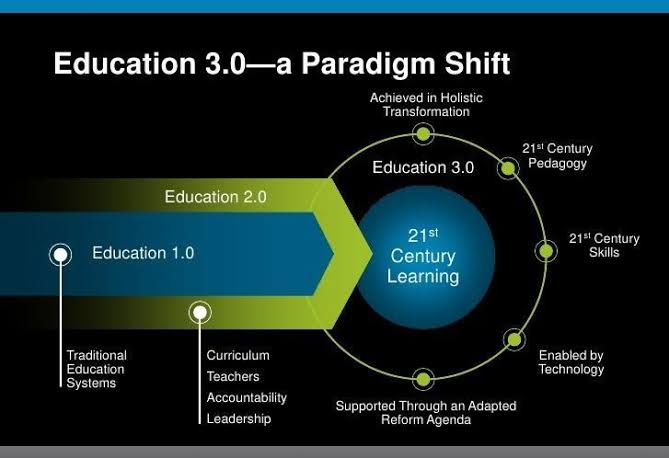 Education 3.0—a Paradigm Shift
Achieved in Holistic
Transformation
21st Century
Pedagogy
Education 3.0
Education 2.0
21st
Century
Learning
21st Century
Skills
Education 1.0
Traditional
Education
Systems
Curriculum
Teachers
Accountability
Leadership
Enabled by
Technology
Supported Through an Adapted
Reform Agenda